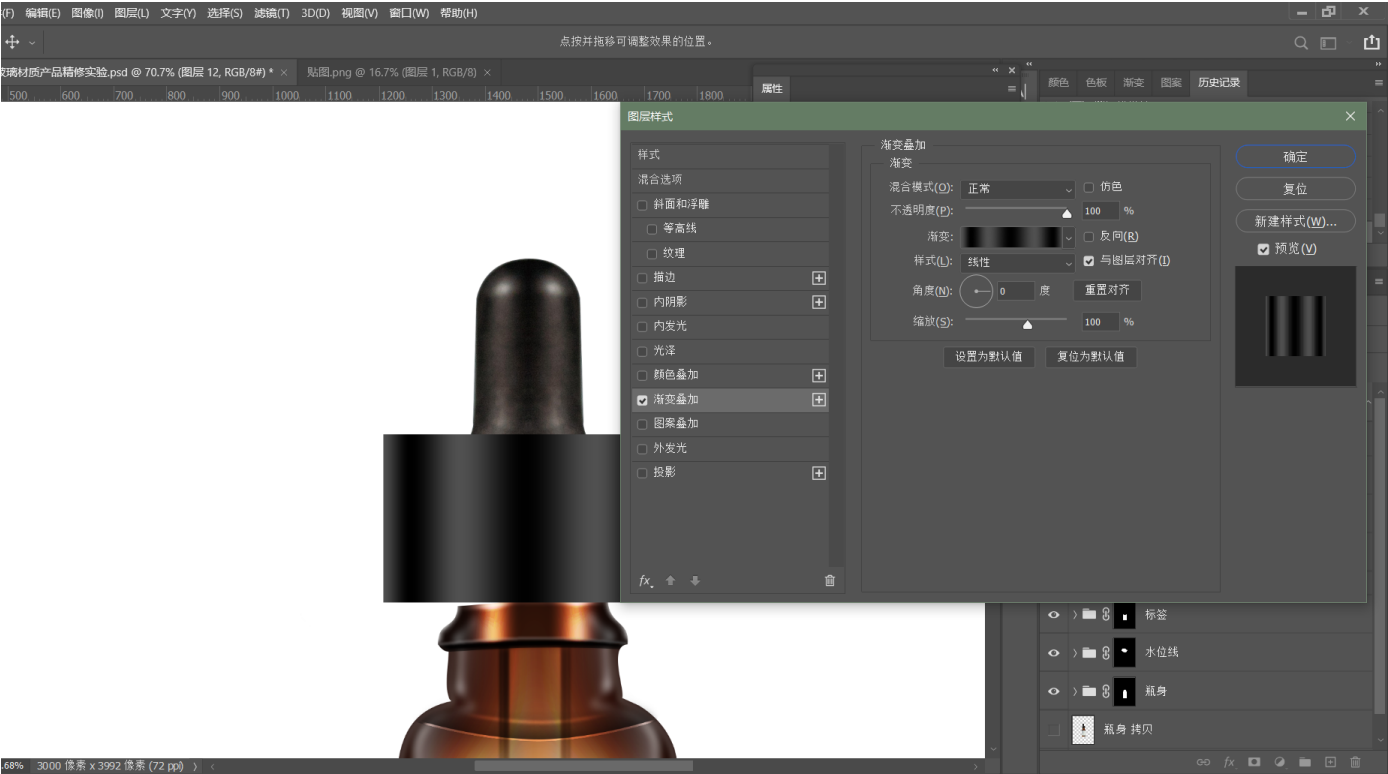 (F) 编辑(E) 图像(I) 图层(L) 文字(Y) 选择(S) 滤镜(T) 3D(D) 视图(V) 窗口(W) 帮助(H)
点按并拖移可调整效果的位置。
玻璃材质产品精修实验.psd @ 70.7% (图层 12, RGB/8#) * ×
贴图.png @ 16.7% (图层 1, RGB/8) ×
500 600 700 800 900 1000 1100 1200 1300 1400 1500 1600 1700 1800
属性
颜色 色板 渐变 图案 历史记录
图层样式
样式
混合选项
斜面和浮雕
等高线
纹理
描边
内阴影
内发光
光泽
颜色叠加
渐变叠加
图案叠加
外发光
投影
fx
渐变叠加
渐变
混合模式(O): 正常 仿色
不透明度(P): 100 %
渐变: 反向(R)
样式(L): 线性 与图层对齐(I)
角度(N): 0 度 重置对齐
缩放(S): 100 %
设置为默认值 复位为默认值
确定
复位
新建样式(W)...
预览(V)
标签
水位线
瓶身
瓶身 拷贝
fx
.68% 3000 像素 x 3992 像素 (72 ppi)